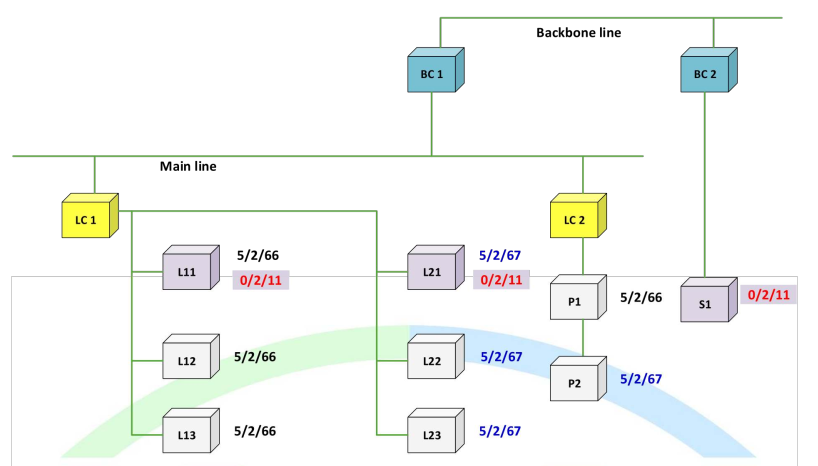 Backbone line
BC 1
BC 2
Main line
LC 1
LC 2
L11
5/2/66
0/2/11
L21
5/2/67
0/2/11
P1
5/2/66
S1
0/2/11
L12
5/2/66
L22
5/2/67
P2
5/2/67
L13
5/2/66
L23
5/2/67